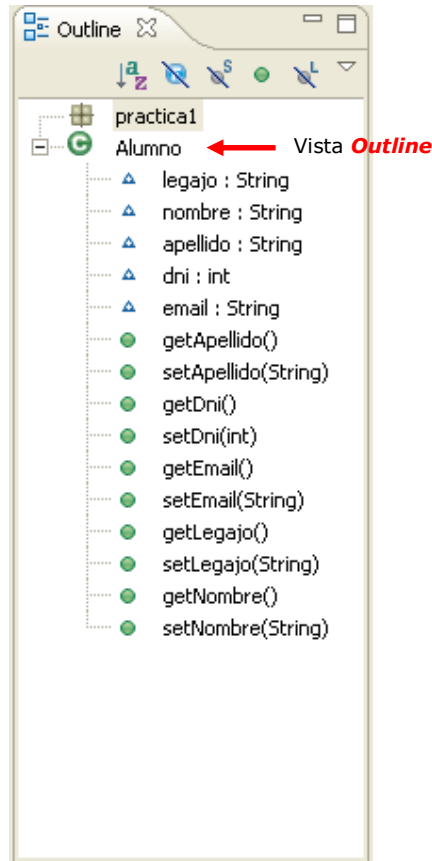 Outline
practica1
Alumno
Vista Outline
legajo : String
nombre : String
apellido : String
dni : int
email : String
getApellido()
setApellido(String)
getDni()
setDni(int)
getEmail()
setEmail(String)
getLegajo()
setLegajo(String)
getNombre()
setNombre(String)